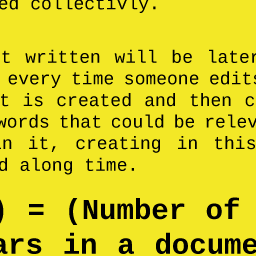 ed collectivly.
t written will be later
every time someone edits
t is created and then c
words that could be relev
in it, creating in this
d along time.
) = (Number of
ars in a docume